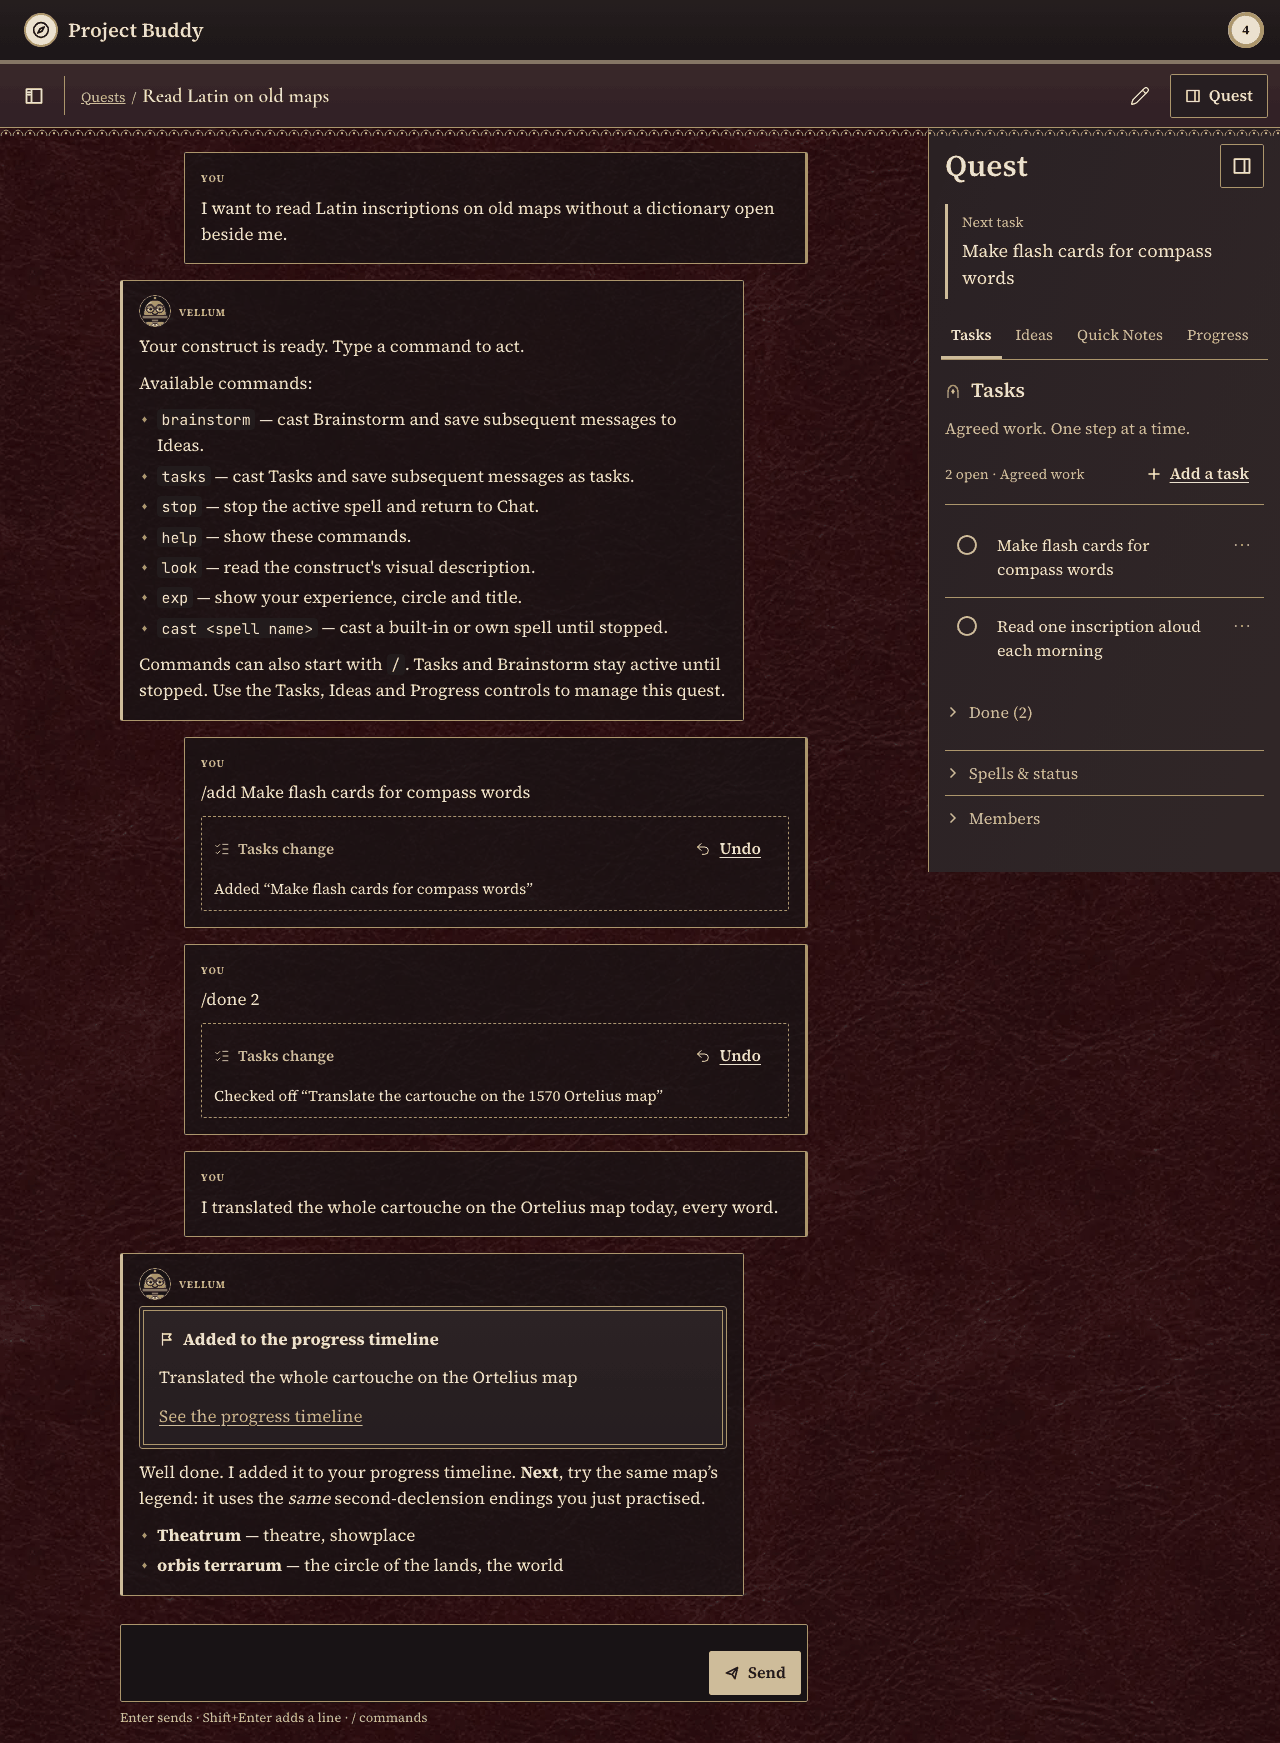 Project Buddy
4
Quests / Read Latin on old maps
Quest
YOU
I want to read Latin inscriptions on old maps without a dictionary open
beside me.
VELLUM
Your construct is ready. Type a command to act.
Available commands:
brainstorm — cast Brainstorm and save subsequent messages to
Ideas.
tasks — cast Tasks and save subsequent messages as tasks.
stop — stop the active spell and return to Chat.
help — show these commands.
look — read the construct's visual description.
exp — show your experience, circle and title.
cast <spell name> — cast a built-in or own spell until stopped.
Commands can also start with /. Tasks and Brainstorm stay active until
stopped. Use the Tasks, Ideas and Progress controls to manage this quest.
YOU
/add Make flash cards for compass words
Tasks change
Undo
Added “Make flash cards for compass words”
YOU
/done 2
Tasks change
Undo
Checked off “Translate the cartouche on the 1570 Ortelius map”
YOU
I translated the whole cartouche on the Ortelius map today, every word.
VELLUM
Added to the progress timeline
Translated the whole cartouche on the Ortelius map
See the progress timeline
Well done. I added it to your progress timeline. Next, try the same map’s
legend: it uses the same second-declension endings you just practised.
Theatrum — theatre, showplace
orbis terrarum — the circle of the lands, the world
Send
Enter sends · Shift+Enter adds a line · / commands
Quest
Next task
Make flash cards for compass
words
Tasks
Ideas
Quick Notes
Progress
Tasks
Agreed work. One step at a time.
2 open · Agreed work
Add a task
Make flash cards for
compass words
Read one inscription aloud
each morning
Done (2)
Spells & status
Members